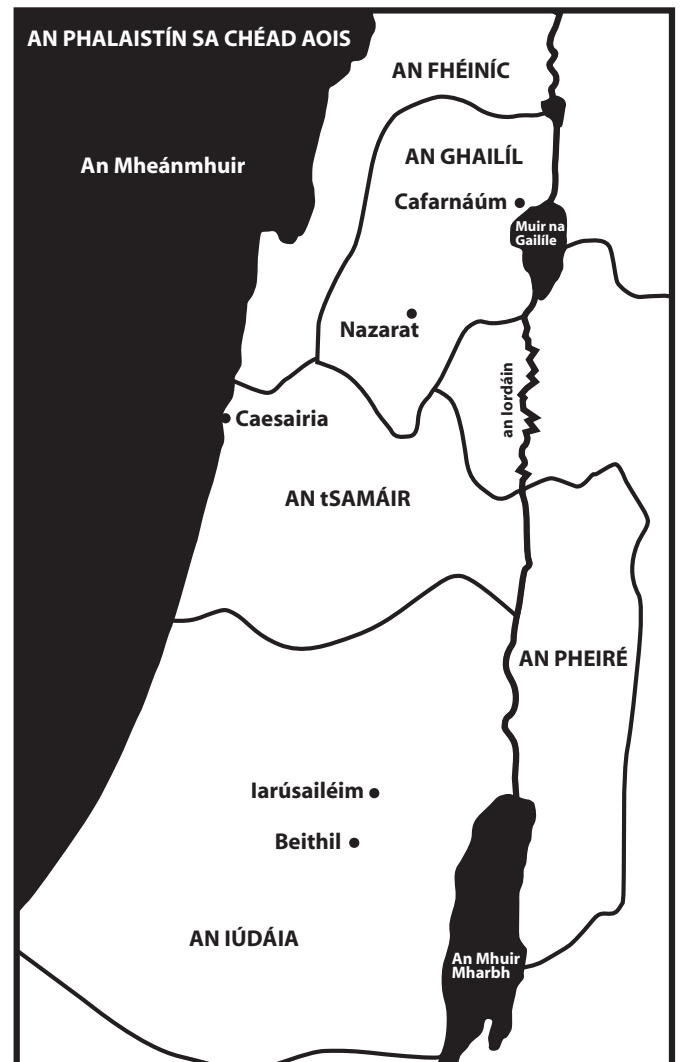 AN PHALAISTÍN SA CHÉAD AOIS
AN FHÉINÍC
An Mheánmhuir
AN GHAILÍL
Cafarnáúm
Muir na
Gailíle
Nazarat
an Iordáin
Caesairia
AN tSAMÁIR
AN PHEIRÉ
Iarúsailéim
Beithil
AN IÚDÁIA
An Mhuir
Mharbh